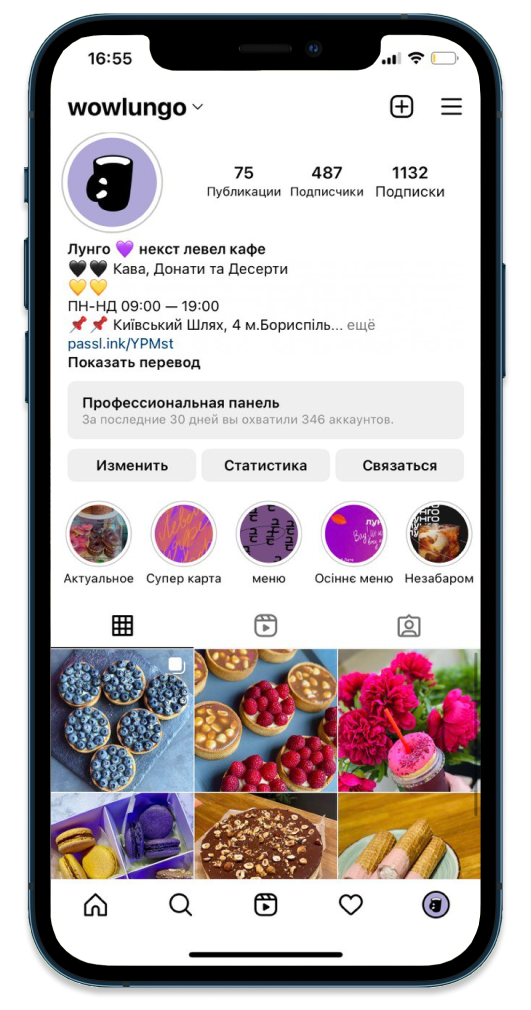 16:55
wowlungo
75 487 1132
Публикации Подписчики Подписки
Лунго 💜 некст левел кафе
🖤🖤 Кава, Донати та Десерти
💛💛
ПН-НД 09:00 — 19:00
📌📌 Київський Шлях, 4 м.Бориспіль... ещё
passl.ink/YPMst
Показать перевод
Профессиональная панель
За последние 30 дней вы охватили 346 аккаунтов.
Изменить Статистика Связаться
Актуальное Супер карта меню Осіннє меню Незабаром